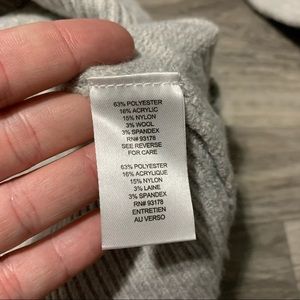 63% POLYESTER
16% ACRYLIC
15% NYLON
3% WOOL
3% SPANDEX
RN# 93178
SEE REVERSE
FOR CARE
63% POLYESTER
16% ACRYLIQUE
15% NYLON
3% LAINE
3% SPANDEX
RN# 93178
ENTRETIEN
AU VERSO